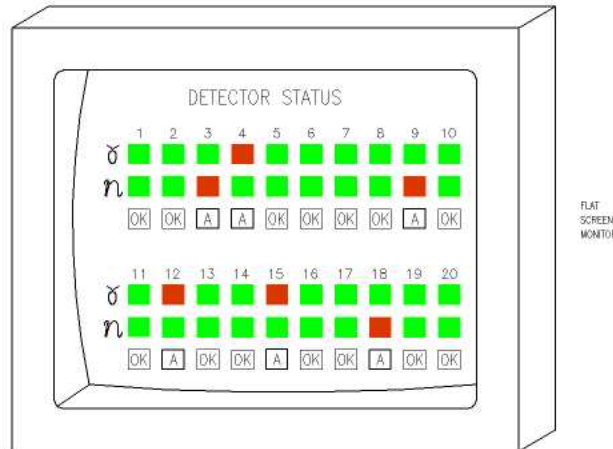 DETECTOR STATUS
1 2 3 4 5 6 7 8 9 10
γ
n
OK OK A A OK OK OK OK A OK
11 12 13 14 15 16 17 18 19 20
γ
n
OK A OK OK A OK OK A OK OK
FLAT
SCREEN
MONITOR